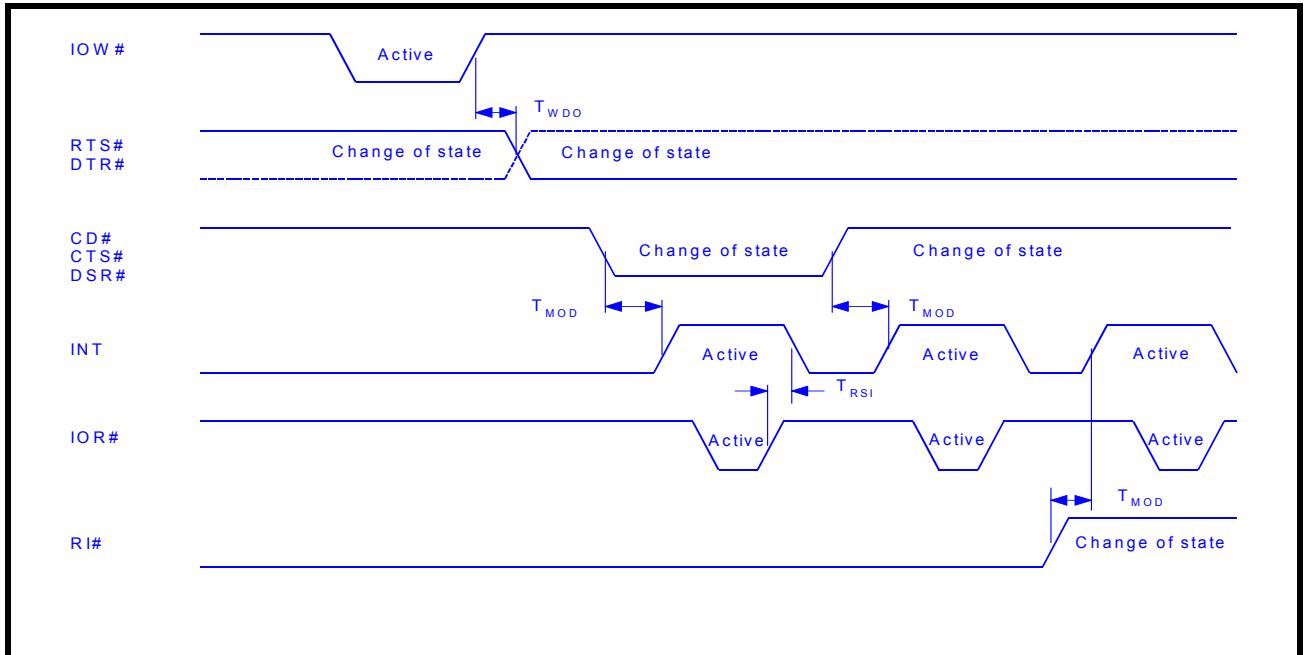 IOW#
Active
TWDO
RTS#
DTR#
Change of state
Change of state
CD#
CTS#
DSR#
Change of state
Change of state
TMOD
TMOD
INT
Active
Active
Active
TRSI
IOR#
Active
Active
Active
TMOD
RI#
Change of state